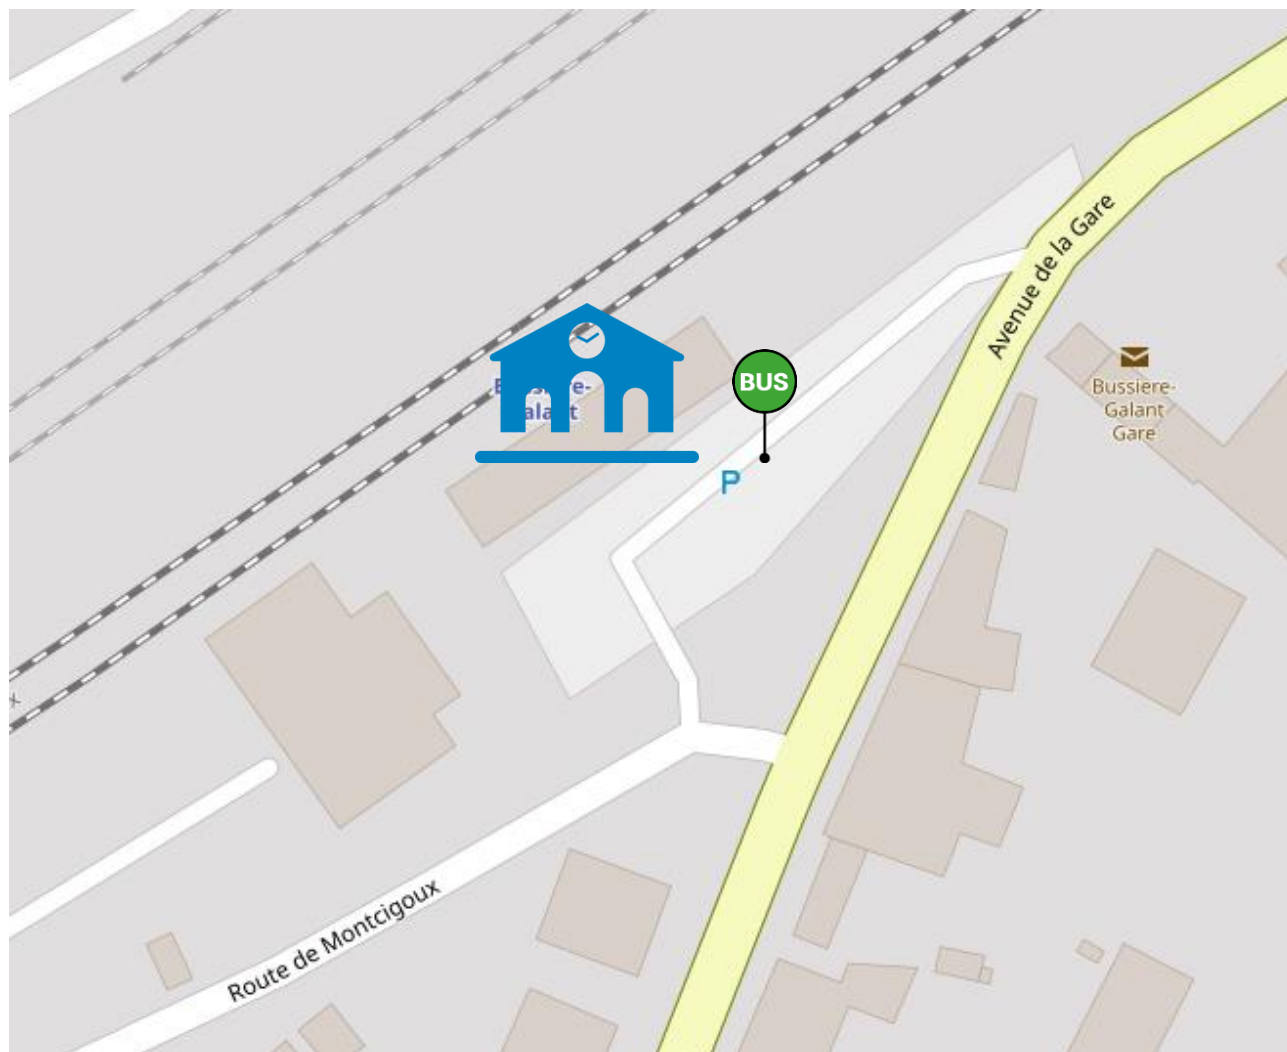 Avenue de la Gare
BUS
P
Bussiere-
Galant
Gare
Route de Montcigoux